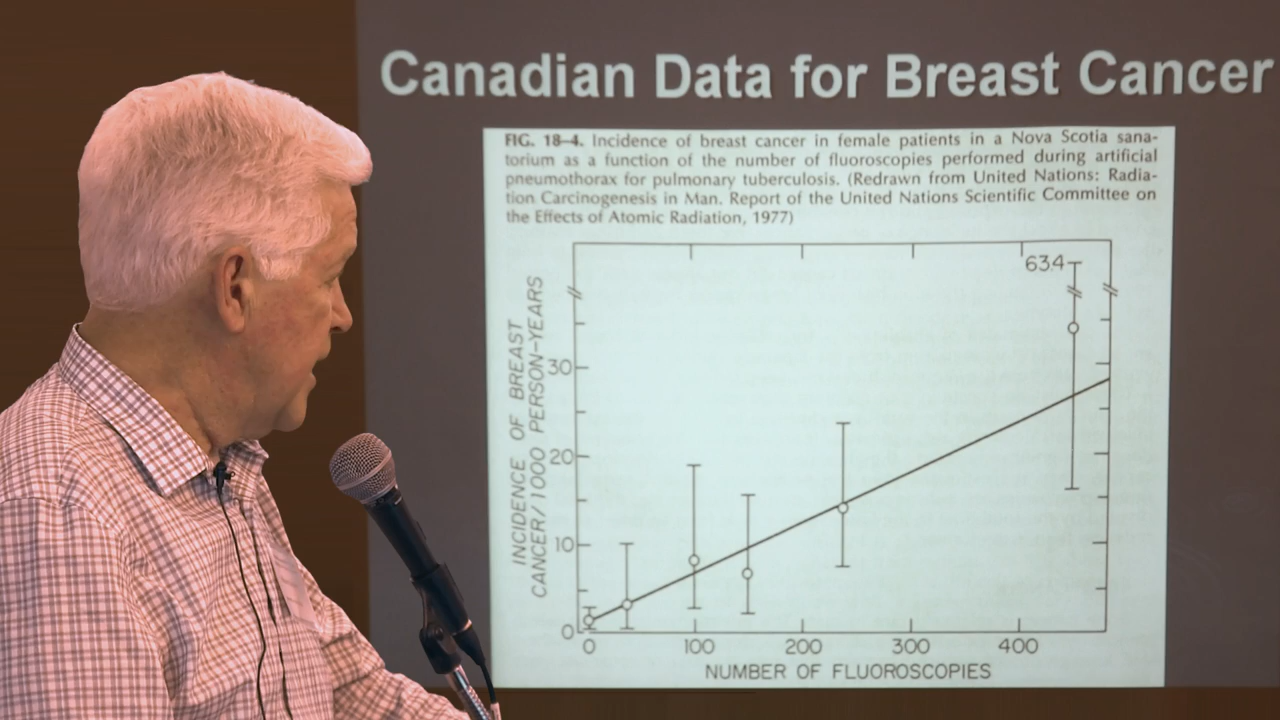 Canadian Data for Breast Cancer
FIG. 18–4. Incidence of breast cancer in female patients in a Nova Scotia sana-
torium as a function of the number of fluoroscopies performed during artificial
pneumothorax for pulmonary tuberculosis. (Redrawn from United Nations: Radia-
tion Carcinogenesis in Man. Report of the United Nations Scientific Committee on
the Effects of Atomic Radiation, 1977)
63.4
INCIDENCE OF BREAST
CANCER/1000 PERSON–YEARS
30
20
10
0
0 100 200 300 400
NUMBER OF FLUOROSCOPIES